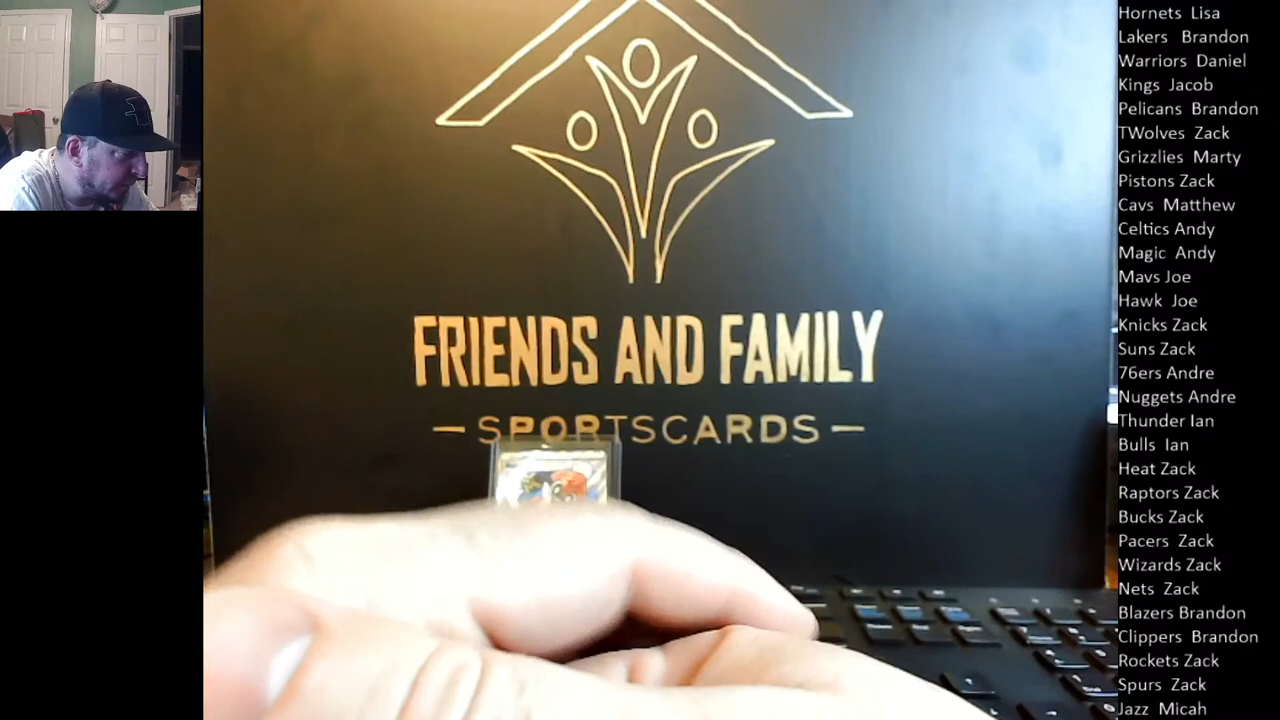 FRIENDS AND FAMILY
SPORTSCARDS
Hornets Lisa
Lakers Brandon
Warriors Daniel
Kings Jacob
Pelicans Brandon
TWolves Zack
Grizzlies Marty
Pistons Zack
Cavs Matthew
Celtics Andy
Magic Andy
Mavs Joe
Hawk Joe
Knicks Zack
Suns Zack
76ers Andre
Nuggets Andre
Thunder Ian
Bulls Ian
Heat Zack
Raptors Zack
Bucks Zack
Pacers Zack
Wizards Zack
Nets Zack
Blazers Brandon
Clippers Brandon
Rockets Zack
Spurs Zack
Jazz Micah